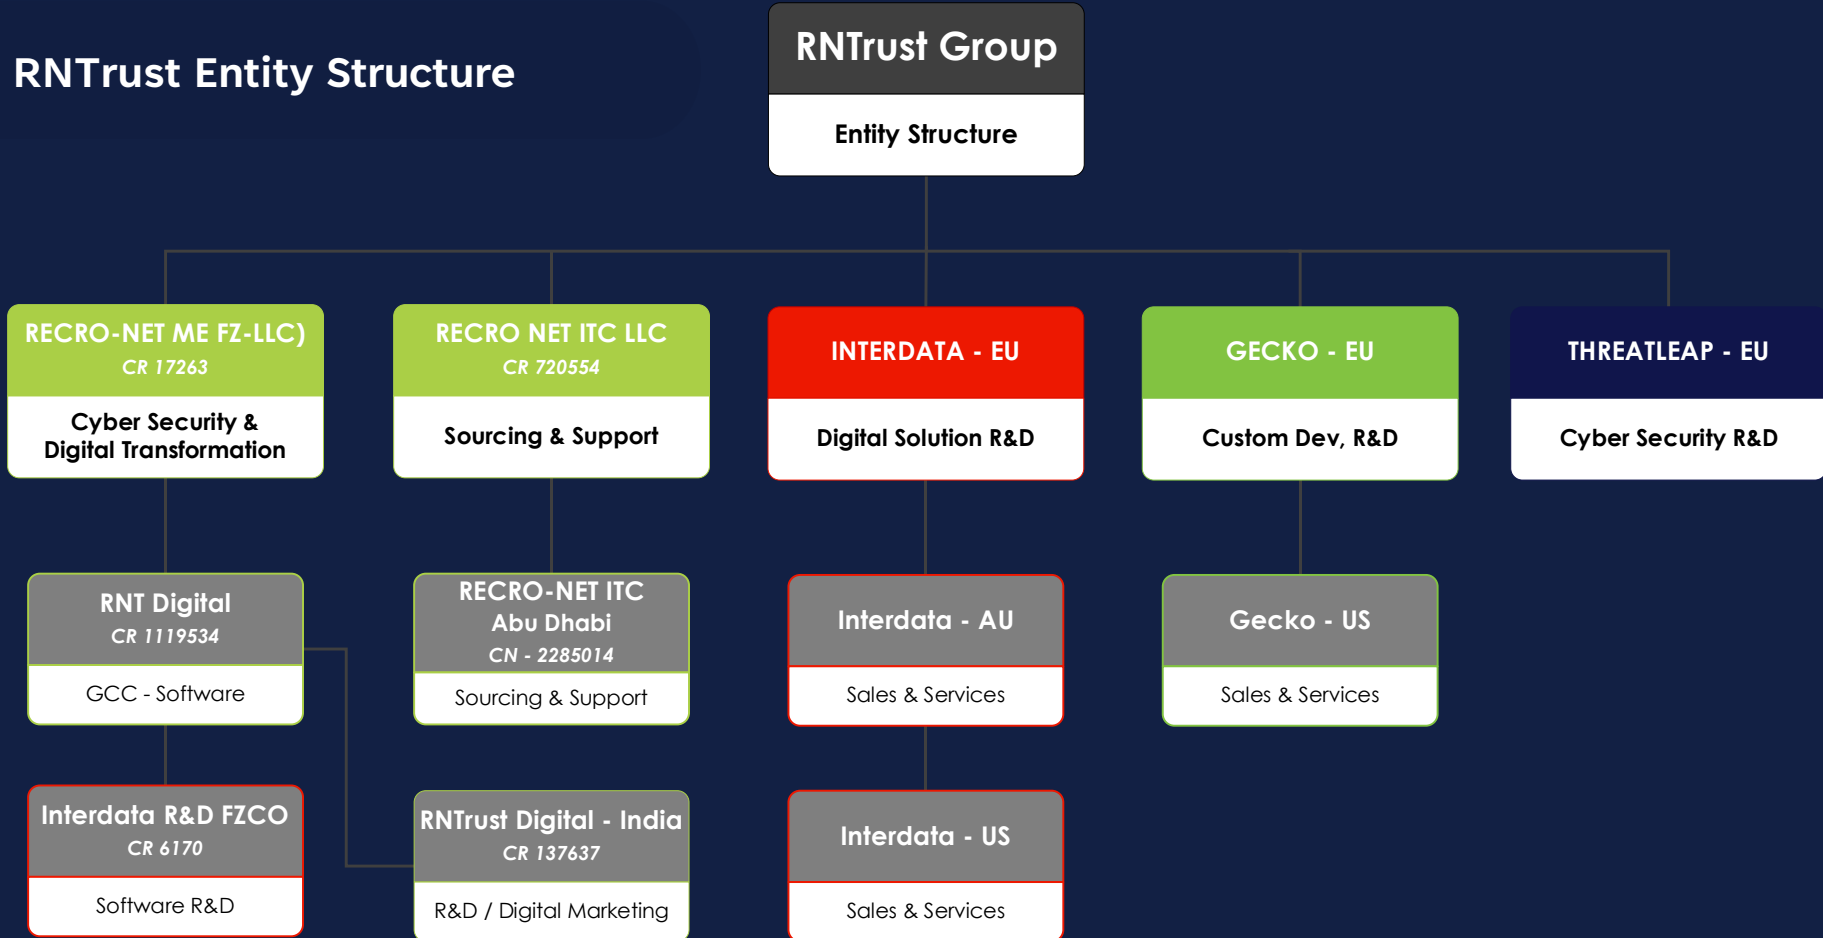 RNTrust Entity Structure
RNTrust Group
Entity Structure
RECRO-NET ME FZ-LLC)
CR 17263
Cyber Security &
Digital Transformation
RECRO NET ITC LLC
CR 720554
Sourcing & Support
INTERDATA - EU
Digital Solution R&D
GECKO - EU
Custom Dev, R&D
THREATLEAP - EU
Cyber Security R&D
RNT Digital
CR 1119534
GCC - Software
RECRO-NET ITC
Abu Dhabi
CN - 2285014
Sourcing & Support
Interdata - AU
Sales & Services
Gecko - US
Sales & Services
Interdata R&D FZCO
CR 6170
Software R&D
RNTrust Digital - India
CR 137637
R&D / Digital Marketing
Interdata - US
Sales & Services